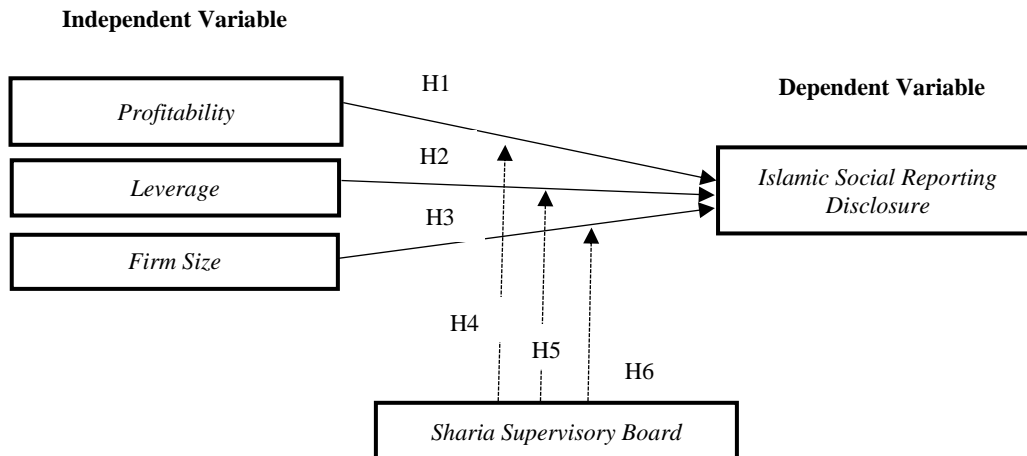 Independent Variable
H1
Profitability
Dependent Variable
H2
Leverage
Islamic Social Reporting
Disclosure
H3
Firm Size
H4
H5
H6
Sharia Supervisory Board